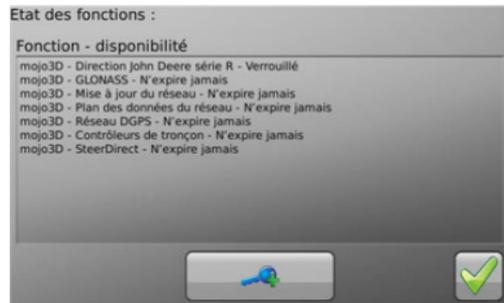 Etat des fonctions :
Fonction - disponibilité
mojo3D - Direction John Deere série R - Verrouillé
mojo3D - GLONASS - N'expire jamais
mojo3D - Mise à jour du réseau - N'expire jamais
mojo3D - Plan des données du réseau - N'expire jamais
mojo3D - Réseau DGPS - N'expire jamais
mojo3D - Contrôleurs de tronçon - N'expire jamais
mojo3D - SteerDirect - N'expire jamais